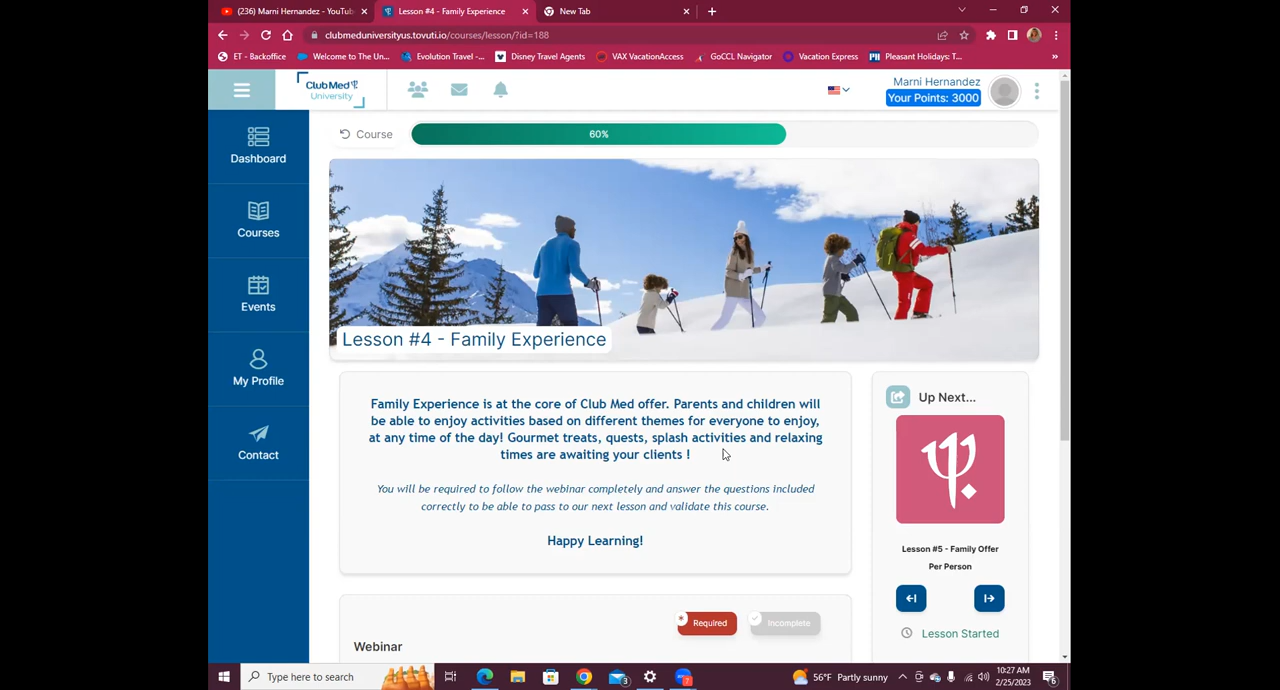 (236) Marni Hernandez - YouTub
Lesson #4 - Family Experience
New Tab
clubmeduniversityus.tovuti.io/courses/lesson/?id=188
ET - Backoffice
Welcome to The Un...
Evolution Travel -...
Disney Travel Agents
VAX VacationAccess
GoCCL Navigator
Vacation Express
Pleasant Holidays: T...
Club Med
University
Marni Hernandez
Your Points: 3000
Dashboard
Courses
Events
My Profile
Contact
Course
60%
Lesson #4 - Family Experience
Family Experience is at the core of Club Med offer. Parents and children will
be able to enjoy activities based on different themes for everyone to enjoy,
at any time of the day! Gourmet treats, quests, splash activities and relaxing
times are awaiting your clients !
You will be required to follow the webinar completely and answer the questions included
correctly to be able to pass to our next lesson and validate this course.
Happy Learning!
Required
Incomplete
Webinar
Up Next...
Lesson #5 - Family Offer
Per Person
Lesson Started
Type here to search
56°F Partly sunny
10:27 AM
2/25/2023